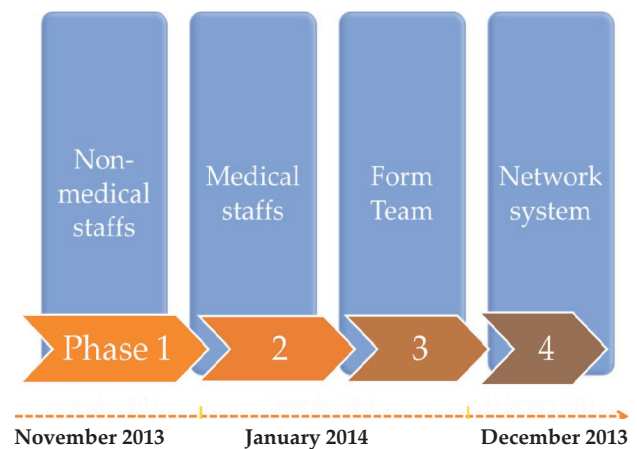 Non-
medical
staffs
Medical
staffs
Form
Team
Network
system
Phase 1
2
3
4
November 2013
January 2014
December 2013